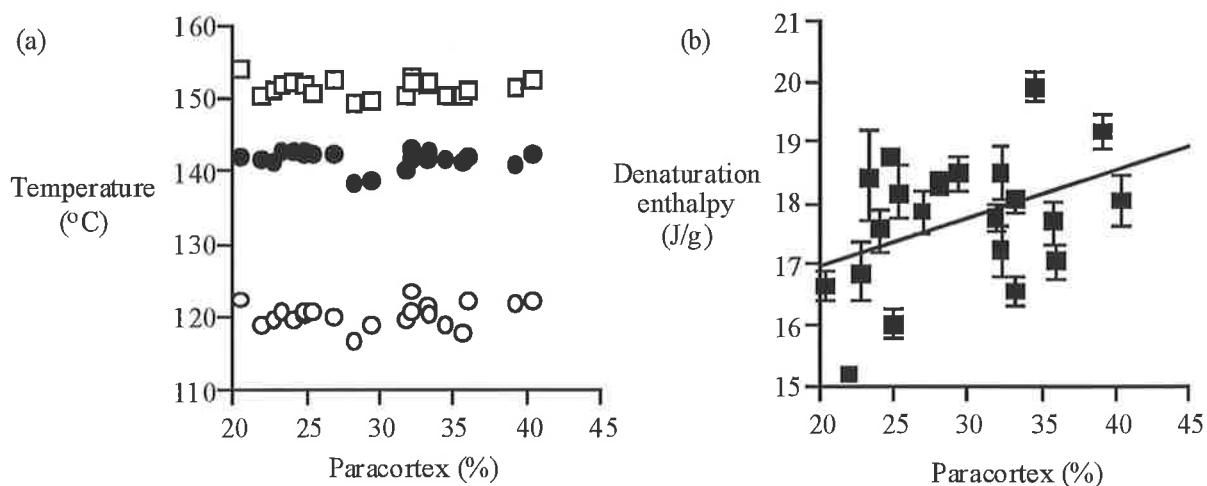 (a)
160
150
140
130
120
110
Temperature
(°C)
20 25 30 35 40 45
Paracortex (%)
(b)
21
20
19
18
17
16
15
Denaturation
enthalpy
(J/g)
20 25 30 35 40 45
Paracortex (%)